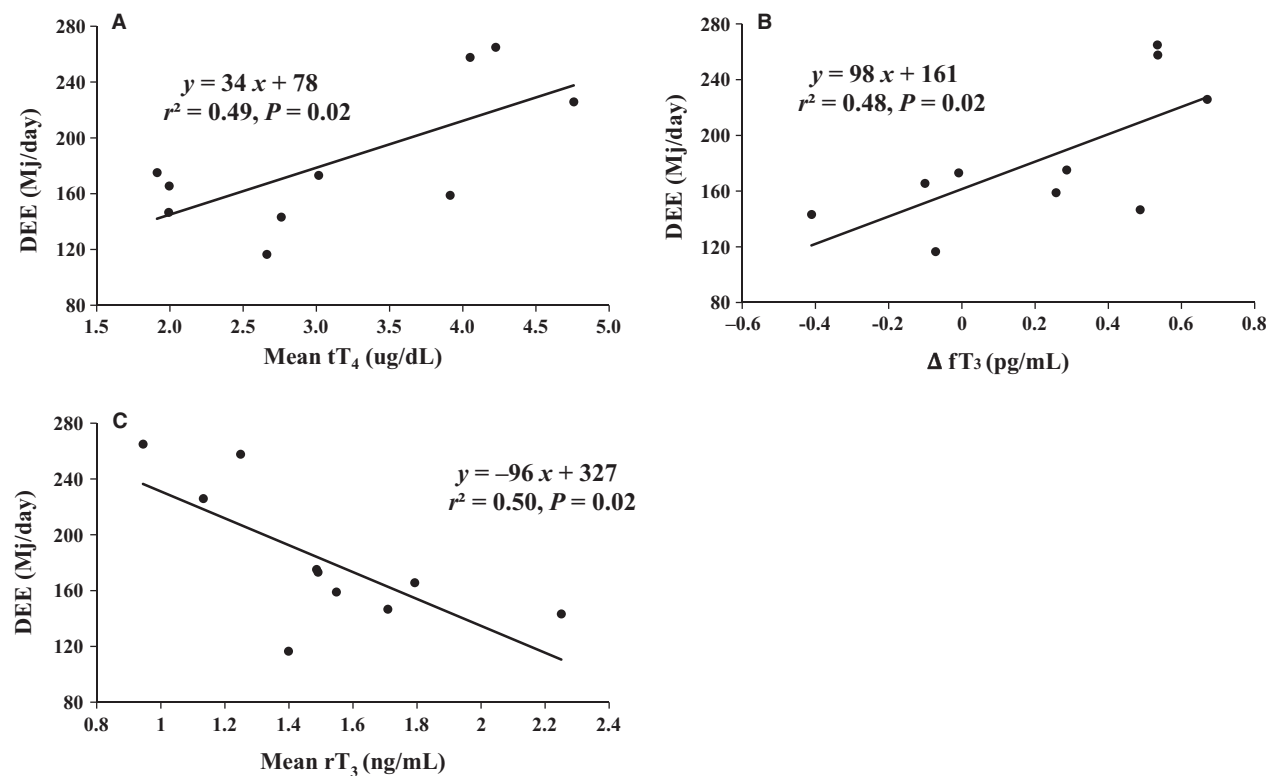 A
y = 34 x + 78
r² = 0.49, P = 0.02
DEE (Mj/day)
280
240
200
160
120
80
1.5 2.0 2.5 3.0 3.5 4.0 4.5 5.0
Mean tT₄ (ug/dL)
B
y = 98 x + 161
r² = 0.48, P = 0.02
DEE (Mj/day)
280
240
200
160
120
80
−0.6 -0.4 -0.2 0 0.2 0.4 0.6 0.8
Δ fT₃ (pg/mL)
C
y = –96 x + 327
r² = 0.50, P = 0.02
DEE (Mj/day)
280
240
200
160
120
80
0.8 1 1.2 1.4 1.6 1.8 2 2.2 2.4
Mean rT₃ (ng/mL)